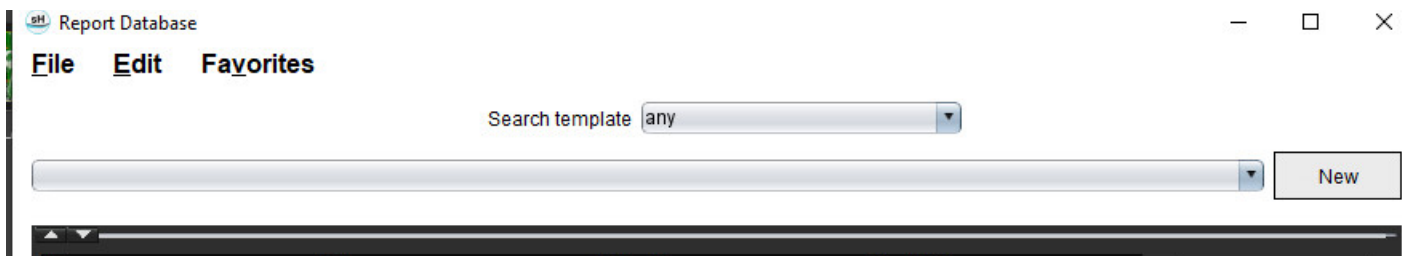 sH Report Database
File Edit Favorites
Search template any
New